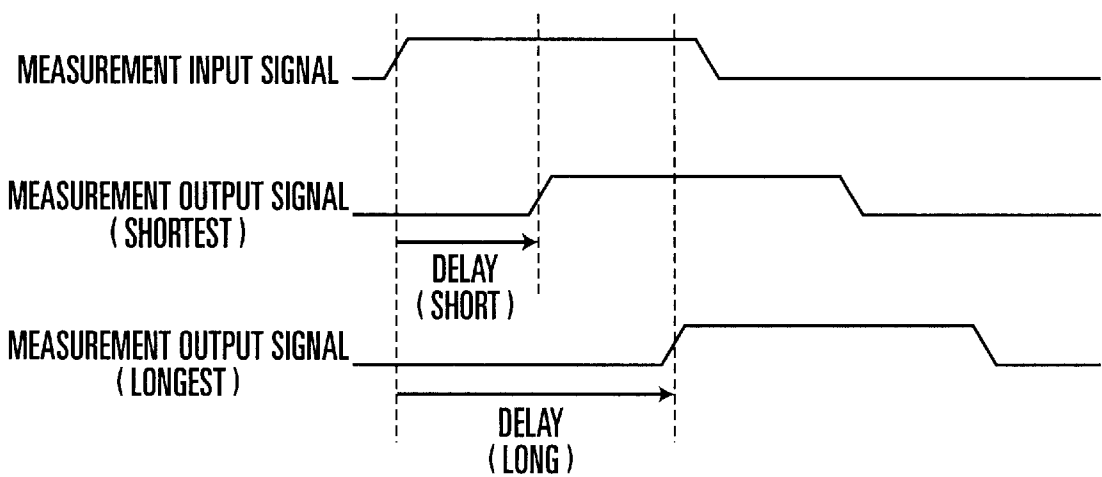 MEASUREMENT INPUT SIGNAL
MEASUREMENT OUTPUT SIGNAL
( SHORTEST )
DELAY
( SHORT )
MEASUREMENT OUTPUT SIGNAL
( LONGEST )
DELAY
( LONG )